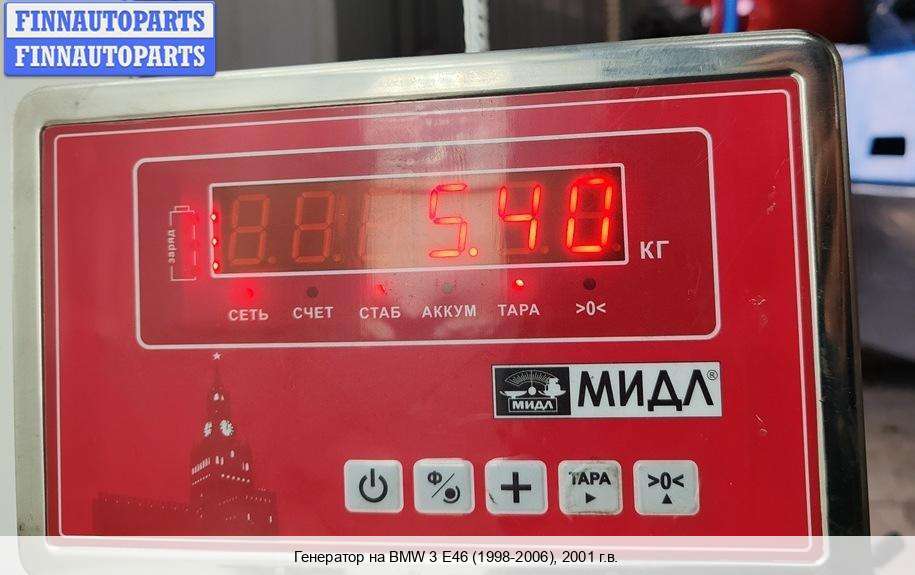 FINNAUTOPARTS
FINNAUTOPARTS
заряд
5.40
КГ
СЕТЬ СЧЕТ СТАБ АККУМ ТАРА >0<
МИДЛ МИДЛ®
Ф/ + ТАРА >0<
Генератор на BMW 3 E46 (1998-2006), 2001 г.в.